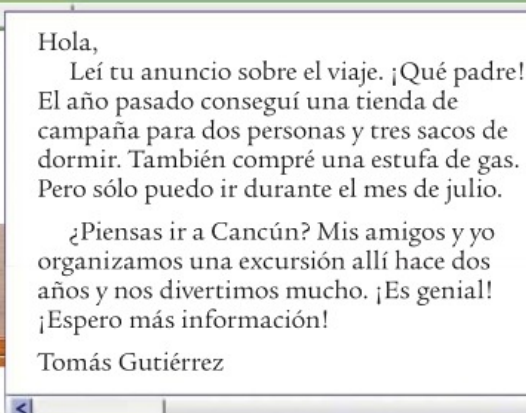 Hola,
Leí tu anuncio sobre el viaje. ¡Qué padre!
El año pasado conseguí una tienda de
campaña para dos personas y tres sacos de
dormir. También compré una estufa de gas.
Pero sólo puedo ir durante el mes de julio.
¿Piensas ir a Cancún? Mis amigos y yo
organizamos una excursión allí hace dos
años y nos divertimos mucho. ¡Es genial!
¡Espero más información!
Tomás Gutiérrez